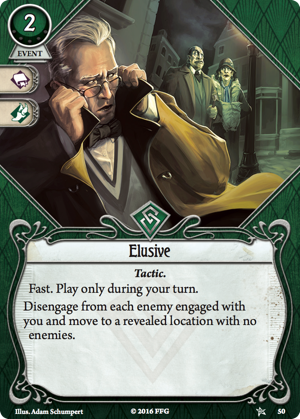 2
EVENT
Elusive
Tactic.
Fast. Play only during your turn.
Disengage from each enemy engaged with
you and move to a revealed location with no
enemies.
Illus. Adam Schumpert
© 2016 FFG
50